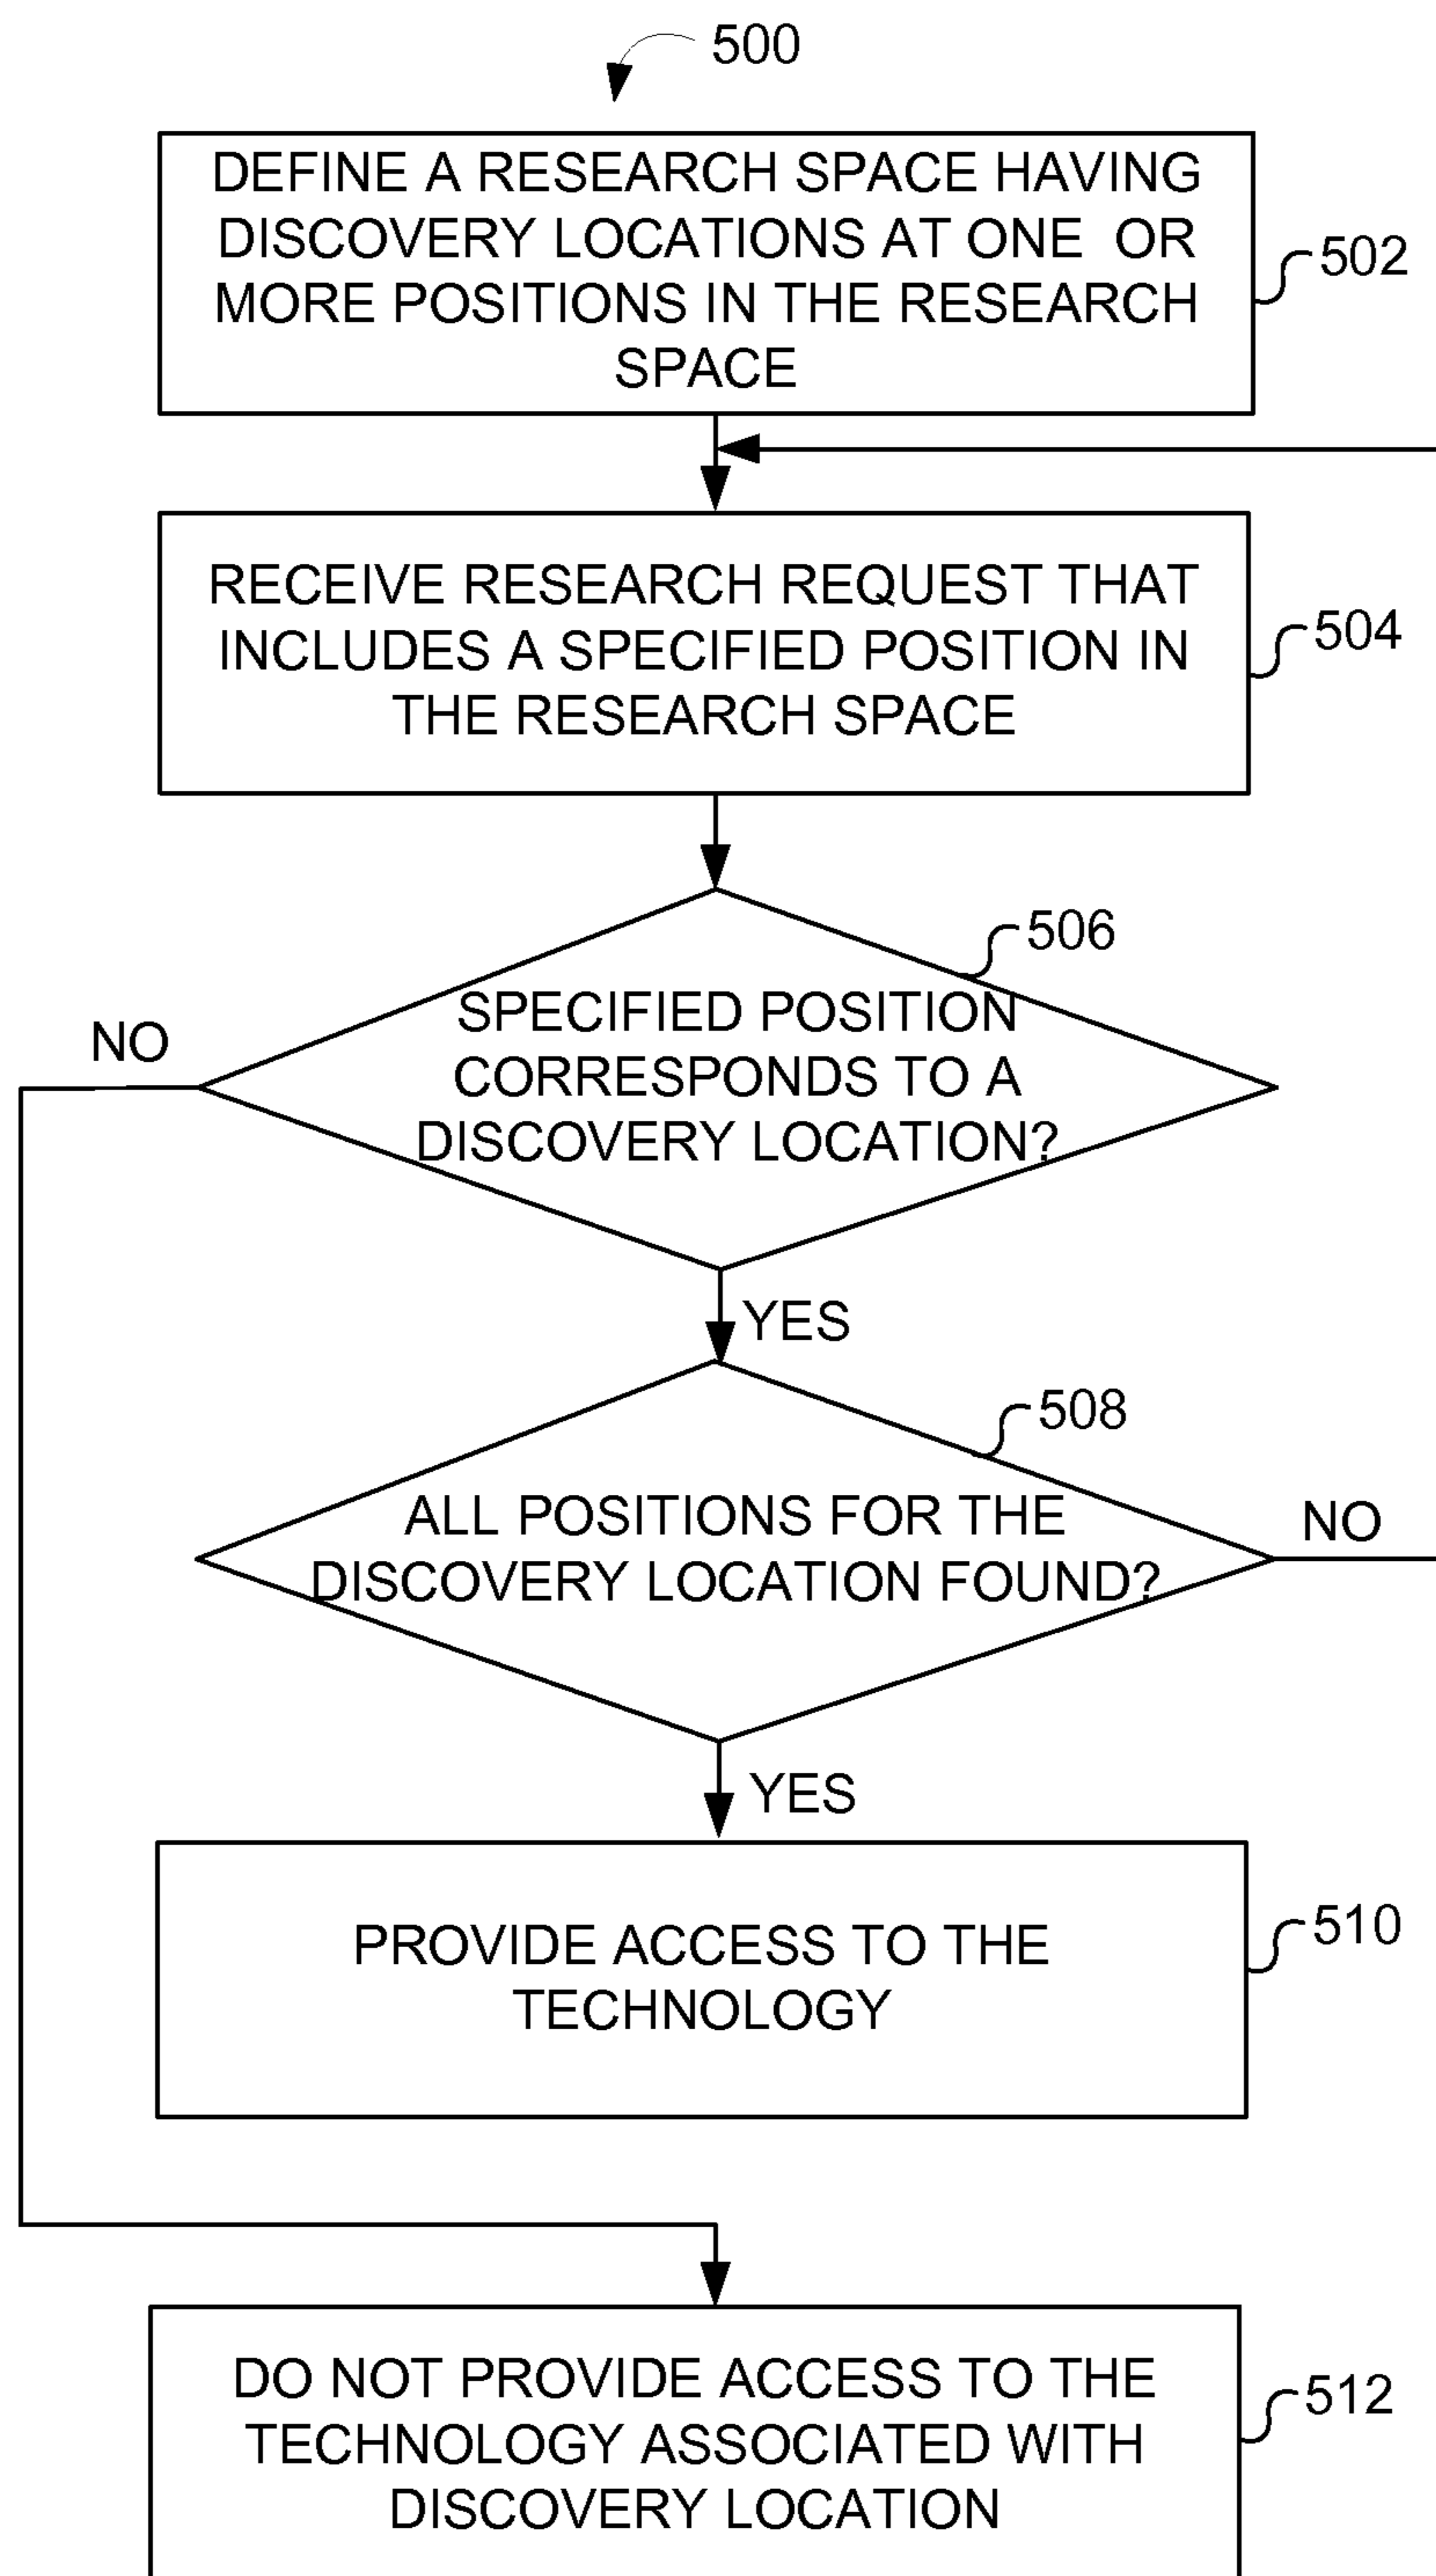 500
DEFINE A RESEARCH SPACE HAVING
DISCOVERY LOCATIONS AT ONE OR
MORE POSITIONS IN THE RESEARCH
SPACE
502
RECEIVE RESEARCH REQUEST THAT
INCLUDES A SPECIFIED POSITION IN
THE RESEARCH SPACE
504
506
SPECIFIED POSITION
CORRESPONDS TO A
DISCOVERY LOCATION?
NO
YES
508
ALL POSITIONS FOR THE
DISCOVERY LOCATION FOUND?
NO
YES
PROVIDE ACCESS TO THE
TECHNOLOGY
510
DO NOT PROVIDE ACCESS TO THE
TECHNOLOGY ASSOCIATED WITH
DISCOVERY LOCATION
512